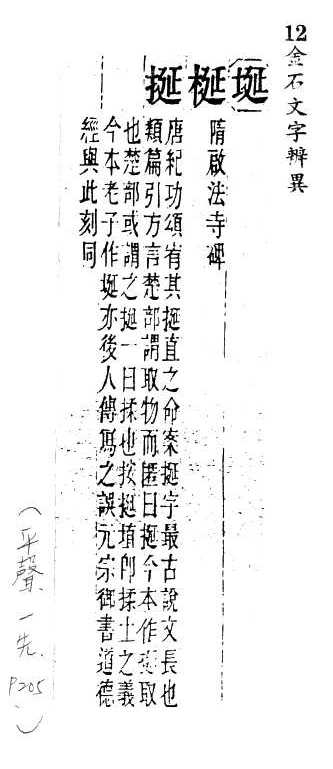 12金石文字辨異
埏梴挻
隋啟法寺碑
唐紀功頌宥其挻直之命案挻字最古說文長也
類篇引方言楚部謂取物而匿曰挻今本作取
也楚部或謂之挻一曰揉也按挻埴即揉土之義
今本老子作埏亦後人傳寫之誤元宗御書道德
經與此刻同
(平聲、一先、P205)